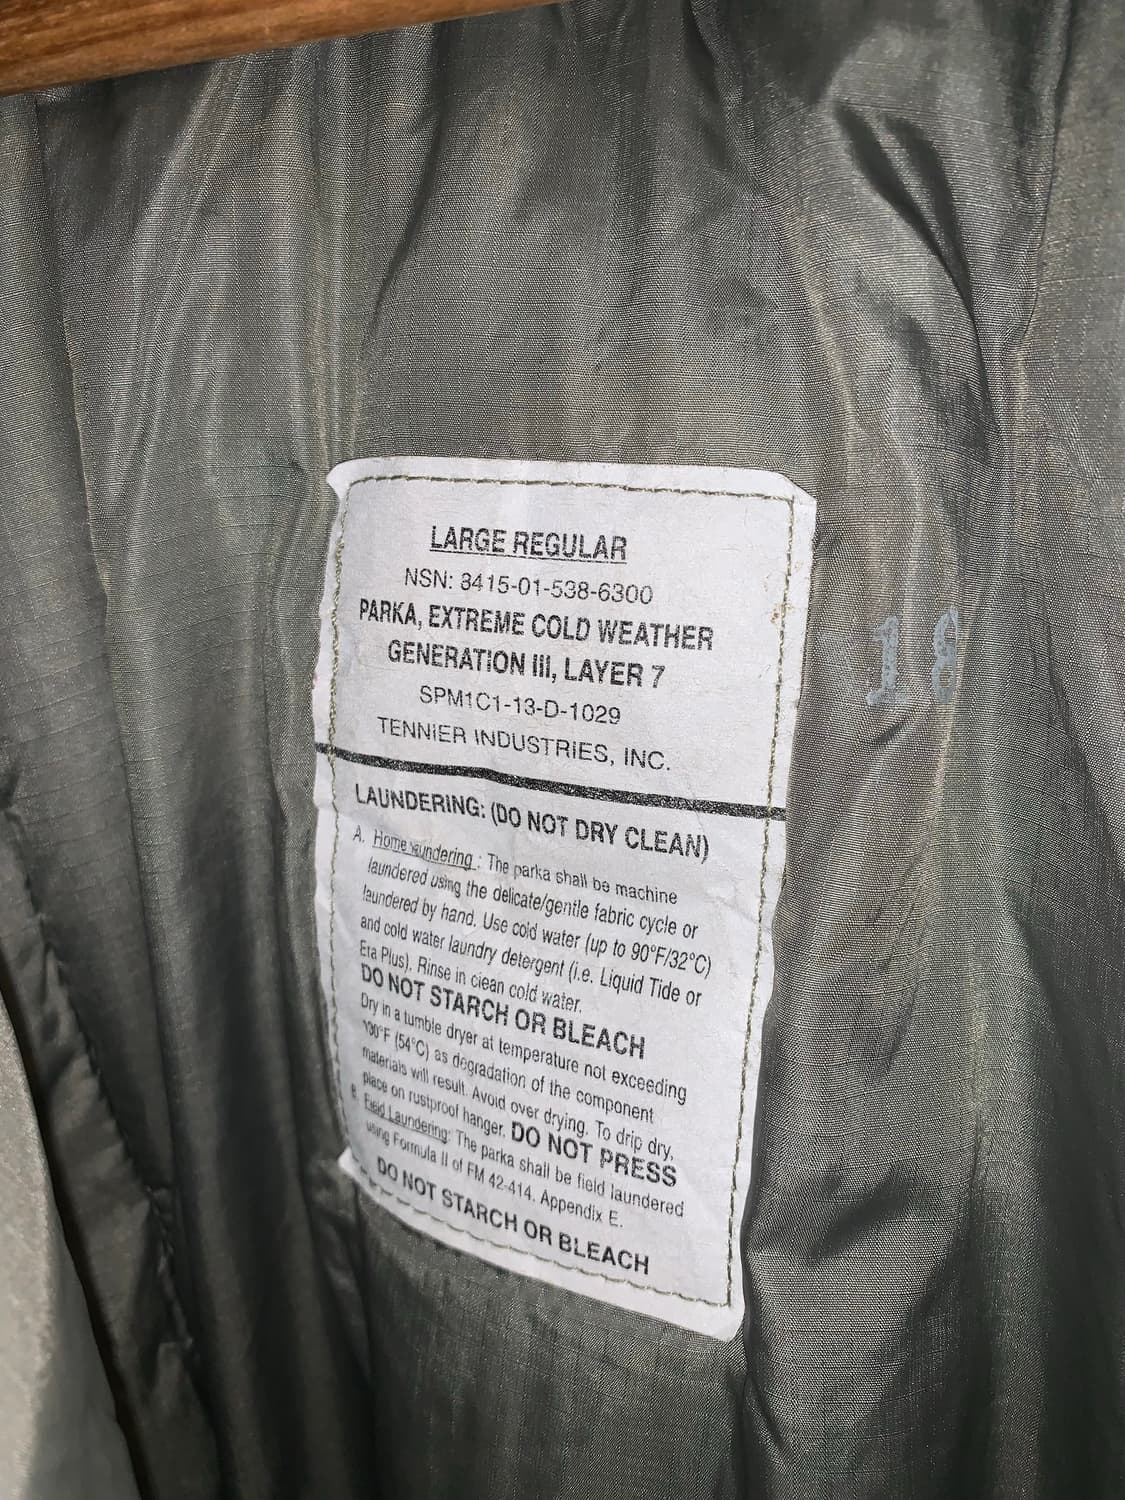 LARGE REGULAR
NSN: 8415-01-538-6300
PARKA, EXTREME COLD WEATHER
GENERATION III, LAYER 7
SPM1C1-13-D-1029
TENNIER INDUSTRIES, INC.
18
LAUNDERING: (DO NOT DRY CLEAN)
A. Home laundering : The parka shall be machine
laundered using the delicate/gentle fabric cycle or
laundered by hand. Use cold water (up to 90°F/32°C)
and cold water laundry detergent (i.e. Liquid Tide or
Era Plus). Rinse in clean cold water.
DO NOT STARCH OR BLEACH
Dry in a tumble dryer at temperature not exceeding
130°F (54°C) as degradation of the component
materials will result. Avoid over drying. To drip dry,
place on rustproof hanger. DO NOT PRESS
B. Field Laundering: The parka shall be field laundered
using Formula II of FM 42-414, Appendix E.
DO NOT STARCH OR BLEACH